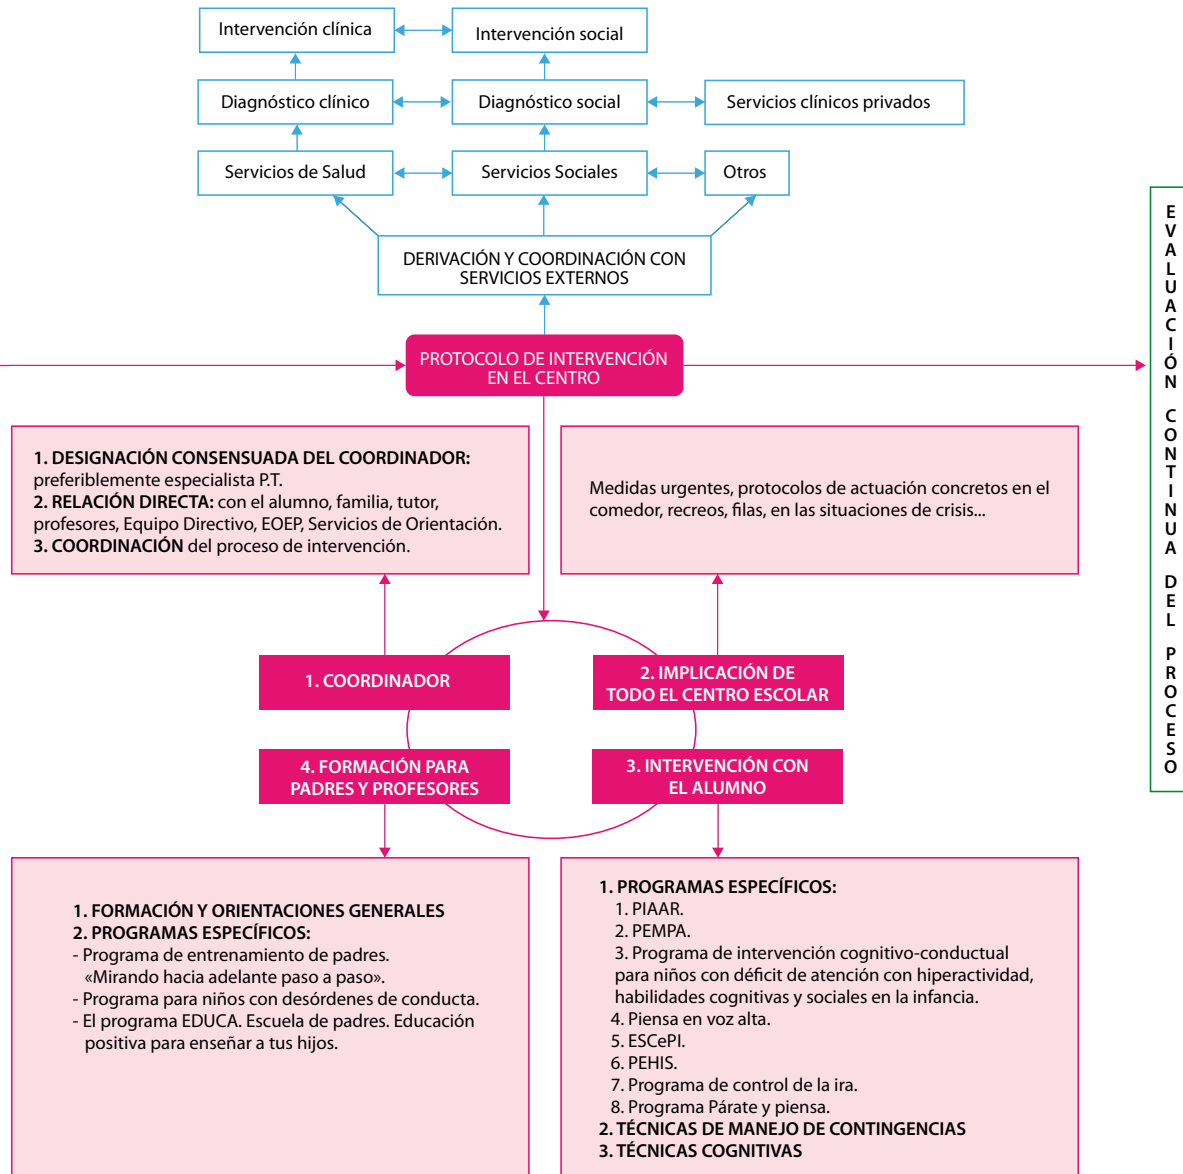 Intervención clínica
Intervención social
Diagnóstico clínico
Diagnóstico social
Servicios clínicos privados
Servicios de Salud
Servicios Sociales
Otros
DERIVACIÓN Y COORDINACIÓN CON
SERVICIOS EXTERNOS
PROTOCOLO DE INTERVENCIÓN
EN EL CENTRO
1. DESIGNACIÓN CONSENSUADA DEL COORDINADOR:
preferiblemente especialista P.T.
2. RELACIÓN DIRECTA: con el alumno, familia, tutor,
profesores, Equipo Directivo, EOEP, Servicios de Orientación.
3. COORDINACIÓN del proceso de intervención.
Medidas urgentes, protocolos de actuación concretos en el
comedor, recreos, filas, en las situaciones de crisis...
1. COORDINADOR
2. IMPLICACIÓN DE
TODO EL CENTRO ESCOLAR
4. FORMACIÓN PARA
PADRES Y PROFESORES
3. INTERVENCIÓN CON
EL ALUMNO
1. FORMACIÓN Y ORIENTACIONES GENERALES
2. PROGRAMAS ESPECÍFICOS:
- Programa de entrenamiento de padres.
«Mirando hacia adelante paso a paso».
- Programa para niños con desórdenes de conducta.
- El programa EDUCA. Escuela de padres. Educación
positiva para enseñar a tus hijos.
1. PROGRAMAS ESPECÍFICOS:
1. PIAAR.
2. PEMPA.
3. Programa de intervención cognitivo-conductual
para niños con déficit de atención con hiperactividad,
habilidades cognitivas y sociales en la infancia.
4. Piensa en voz alta.
5. ESCePI.
6. PEHIS.
7. Programa de control de la ira.
8. Programa Párate y piensa.
2. TÉCNICAS DE MANEJO DE CONTINGENCIAS
3. TÉCNICAS COGNITIVAS
EVALUACIÓN CONTINUA DEL PROCESO